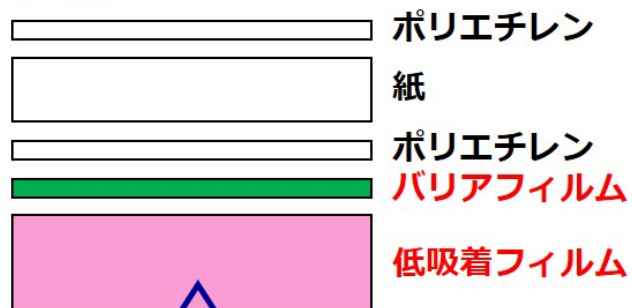 ポリエチレン
紙
ポリエチレン
バリアフィルム
低吸着フィルム